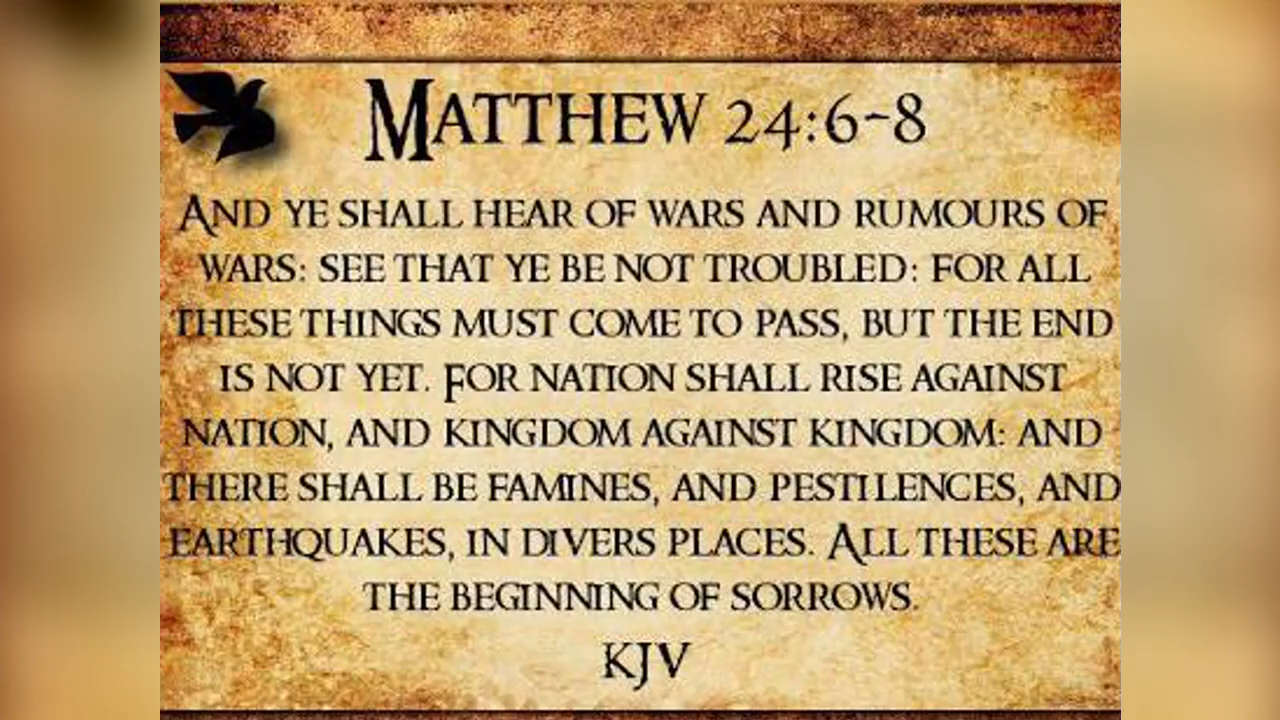 Matthew 24:6-8
And ye shall hear of wars and rumours of
wars: see that ye be not troubled: for all
these things must come to pass, but the end
is not yet. For nation shall rise against
nation, and kingdom against kingdom: and
there shall be famines, and pestilences, and
earthquakes, in divers places. All these are
the beginning of sorrows.
KJV